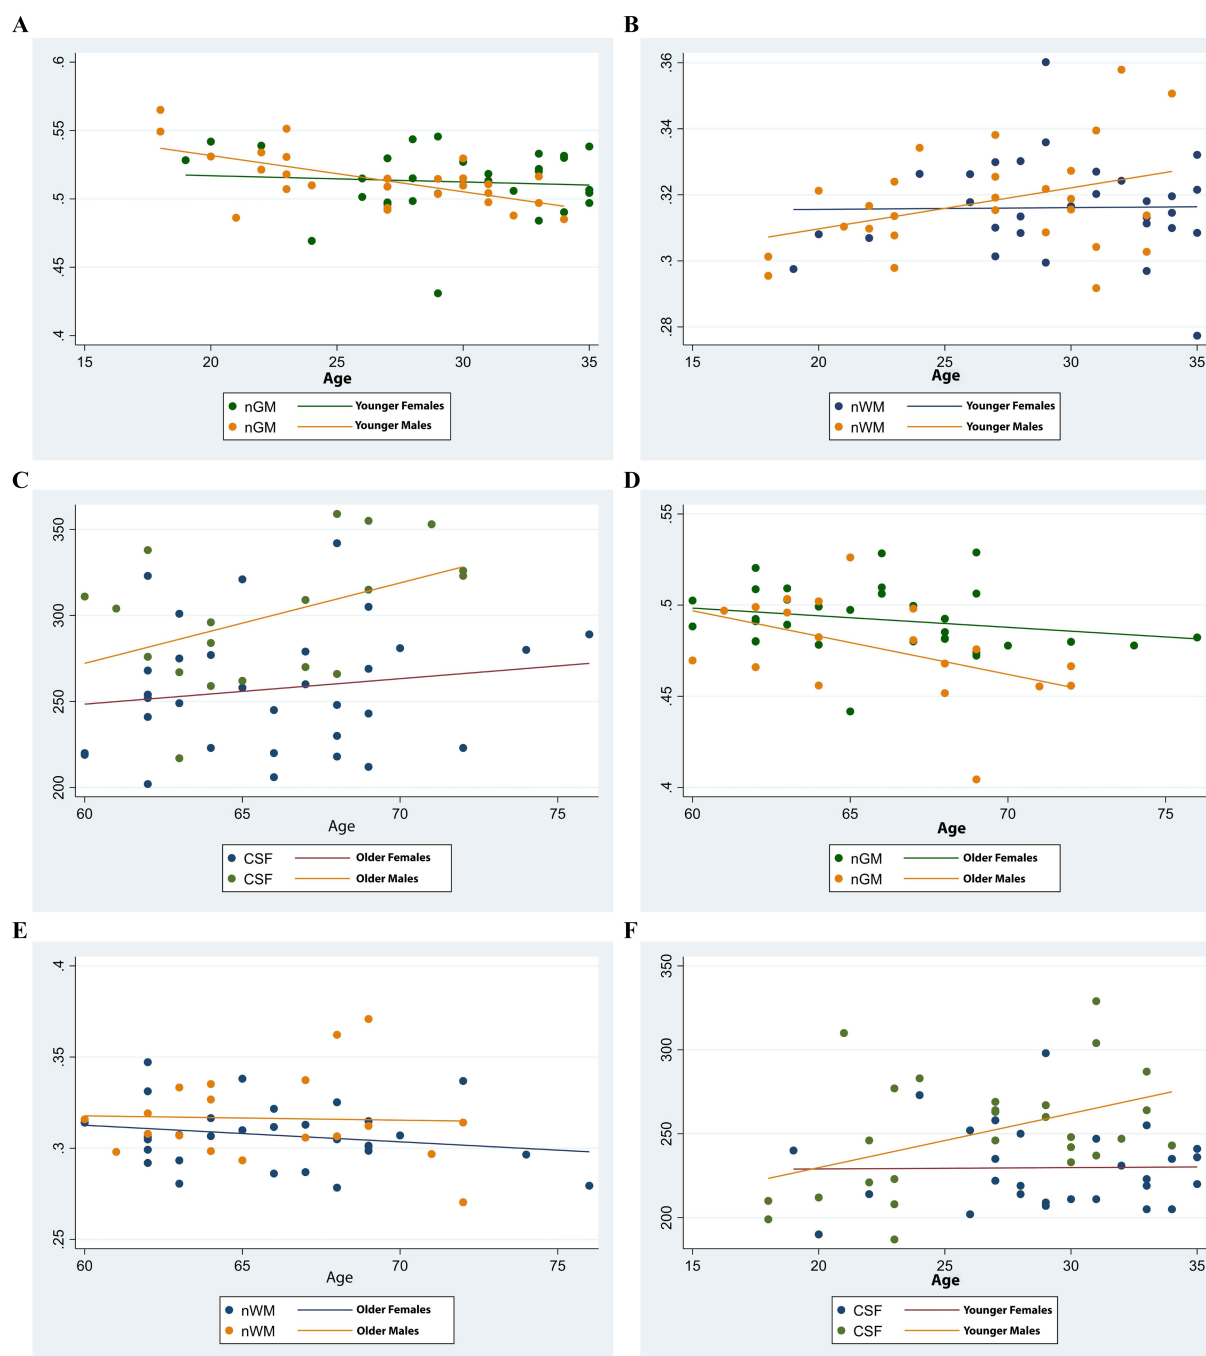 A
.6
.55
.5
.45
.4
15 20 25 30 35
Age
nGM Younger Females
nGM Younger Males
B
.36
.34
.32
.3
.28
15 20 25 30 35
Age
nWM Younger Females
nWM Younger Males
C
350
300
250
200
60 65 70 75
Age
CSF Older Females
CSF Older Males
D
.55
.5
.45
.4
60 65 70 75
Age
nGM Older Females
nGM Older Males
E
.4
.35
.3
.25
60 65 70 75
Age
nWM Older Females
nWM Older Males
F
350
300
250
200
15 20 25 30 35
Age
CSF Younger Females
CSF Younger Males